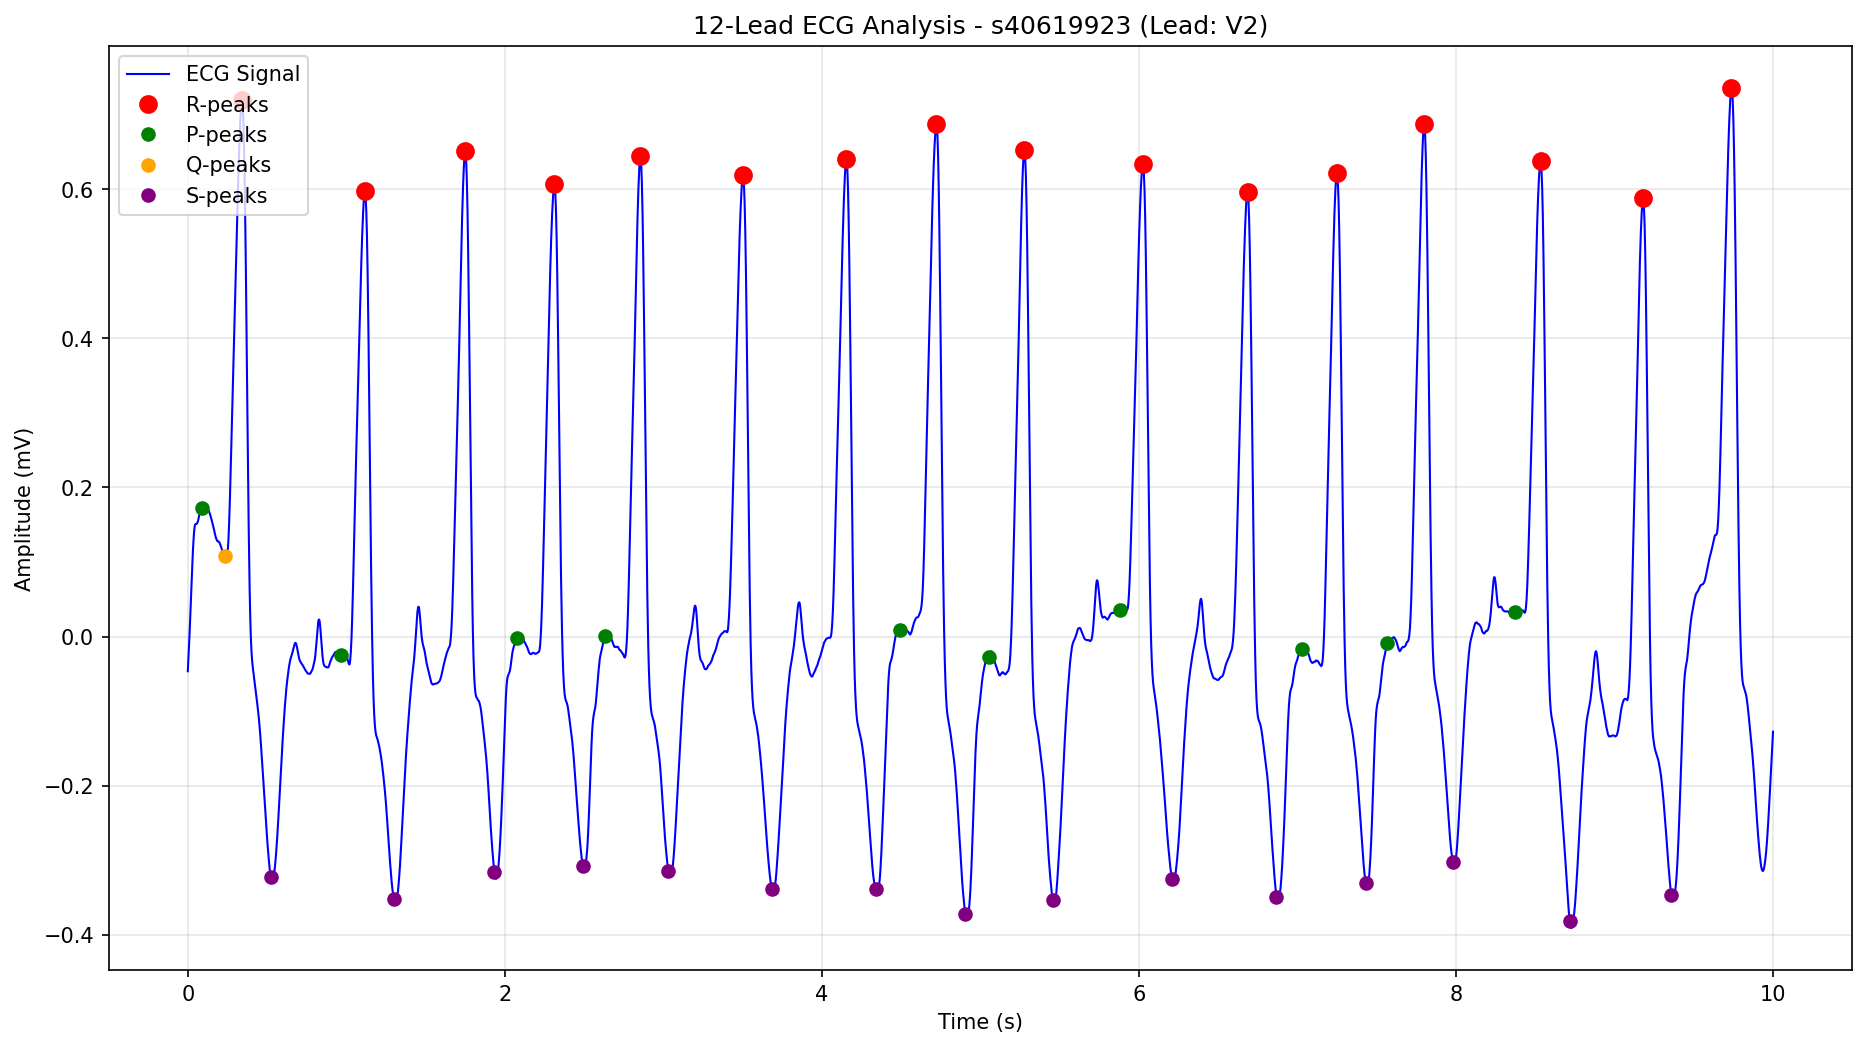 12-Lead ECG Analysis - s40619923 (Lead: V2)
ECG Signal
R-peaks
P-peaks
Q-peaks
S-peaks
Amplitude (mV)
0.6
0.4
0.2
0.0
−0.2
−0.4
0
2
4
6
8
10
Time (s)